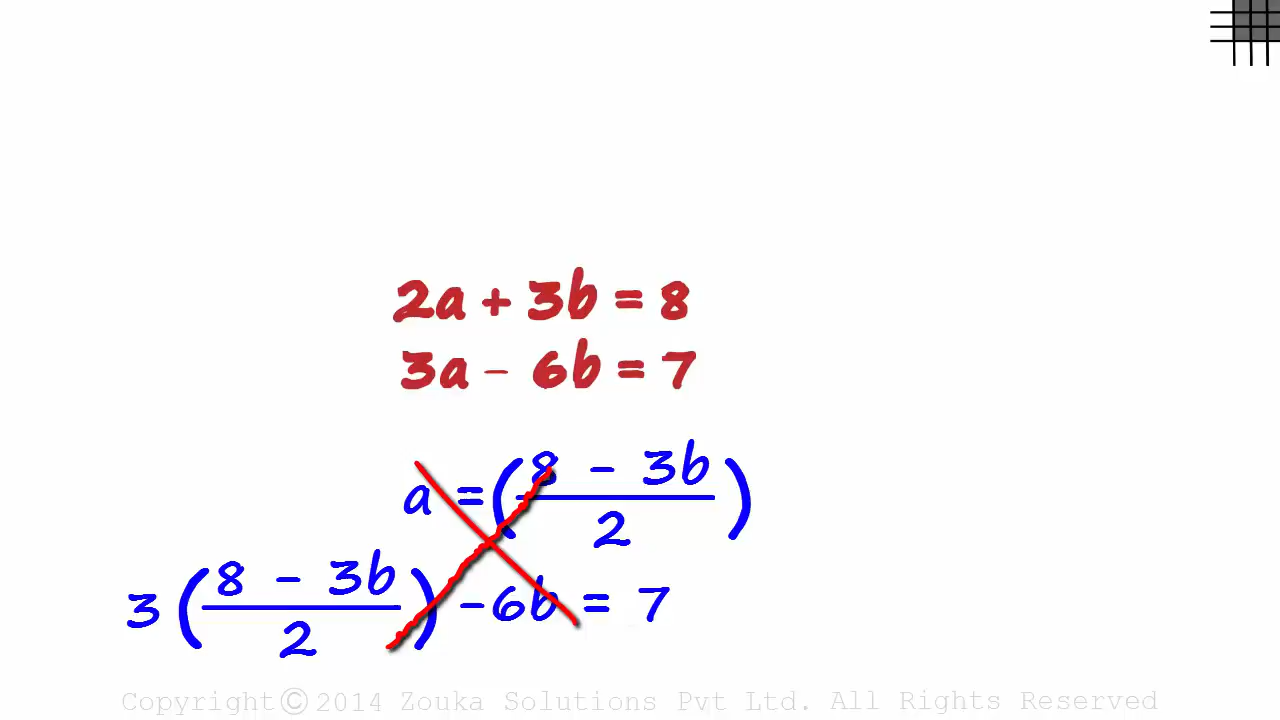 2a + 3b = 8
3a - 6b = 7
a = (8 - 3b / 2)
3 (8 - 3b / 2) - 6b = 7
Copyright © 2014 Zouka Solutions Pvt Ltd. All Rights Reserved